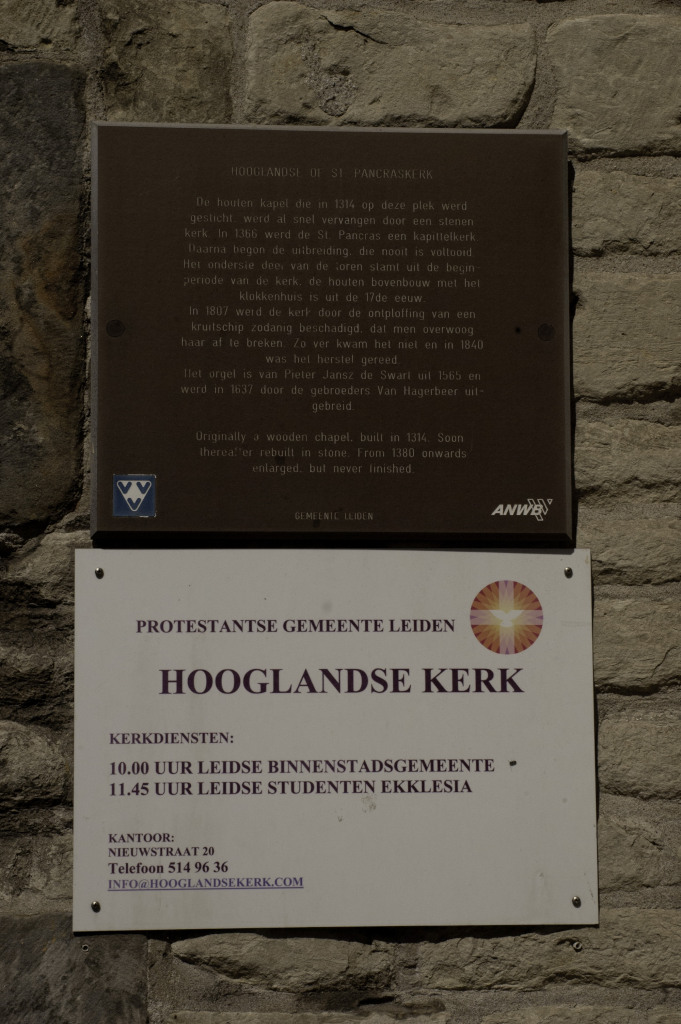 HOOGLANDSE OF ST. PANCRASKERK
De houten kapel die in 1314 op deze plek werd
gesticht, werd al snel vervangen door een stenen
kerk. In 1366 werd de St. Pancras een kapittelkerk.
Daarna begon de uitbreiding, die nooit is voltooid.
Het onderste deel van de toren stamt uit de begin-
periode van de kerk, de houten bovenbouw met het
klokkenhuis is uit de 17de eeuw.
In 1807 werd de kerk door de ontploffing van een
kruitschip zodanig beschadigd, dat men overwoog
haar af te breken. Zo ver kwam het niet en in 1840
was het herstel gereed.
Het orgel is van Pieter Jansz de Swart uit 1565 en
werd in 1637 door de gebroeders Van Hagerbeer uit-
gebreid.
Originally a wooden chapel, built in 1314. Soon
thereafter rebuilt in stone. From 1380 onwards
enlarged, but never finished.
GEMEENTE LEIDEN
ANWB
PROTESTANTSE GEMEENTE LEIDEN
HOOGLANDSE KERK
KERKDIENSTEN:
10.00 UUR LEIDSE BINNENSTADSGEMEENTE
11.45 UUR LEIDSE STUDENTEN EKKLESIA
KANTOOR:
NIEUWSTRAAT 20
Telefoon 514 96 36
INFO@HOOGLANDSEKERK.COM